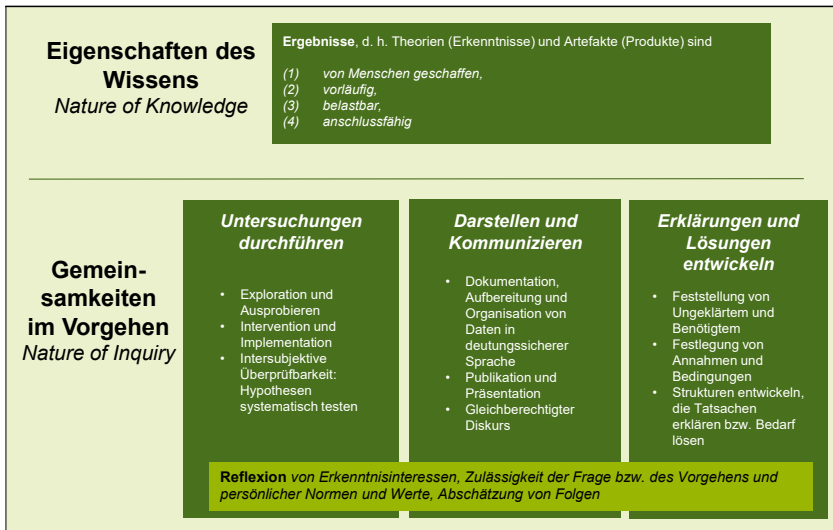 Eigenschaften des
Wissens
Nature of Knowledge
Ergebnisse, d. h. Theorien (Erkenntnisse) und Artefakte (Produkte) sind
(1) von Menschen geschaffen,
(2) vorläufig,
(3) belastbar,
(4) anschlussfähig
Gemein-
samkeiten
im Vorgehen
Nature of Inquiry
Untersuchungen
durchführen
• Exploration und
Ausprobieren
• Intervention und
Implementation
• Intersubjektive
Überprüfbarkeit:
Hypothesen
systematisch testen
Darstellen und
Kommunizieren
• Dokumentation,
Aufbereitung und
Organisation von
Daten in
deutungssicherer
Sprache
• Publikation und
Präsentation
• Gleichberechtigter
Diskurs
Erklärungen und
Lösungen
entwickeln
• Feststellung von
Ungeklärtem und
Benötigtem
• Festlegung von
Annahmen und
Bedingungen
• Strukturen entwickeln,
die Tatsachen
erklären bzw. Bedarf
lösen
Reflexion von Erkenntnisinteressen, Zulässigkeit der Frage bzw. des Vorgehens und
persönlicher Normen und Werte, Abschätzung von Folgen